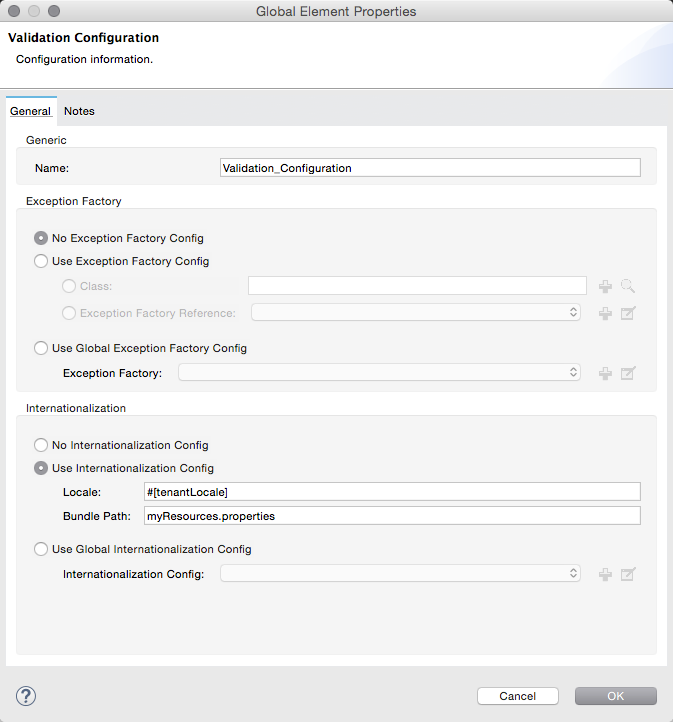 Global Element Properties
Validation Configuration
Configuration information.
General Notes
Generic
Name: Validation_Configuration
Exception Factory
No Exception Factory Config
Use Exception Factory Config
Class:
Exception Factory Reference:
Use Global Exception Factory Config
Exception Factory:
Internationalization
No Internationalization Config
Use Internationalization Config
Locale: #[tenantLocale]
Bundle Path: myResources.properties
Use Global Internationalization Config
Internationalization Config:
? Cancel OK